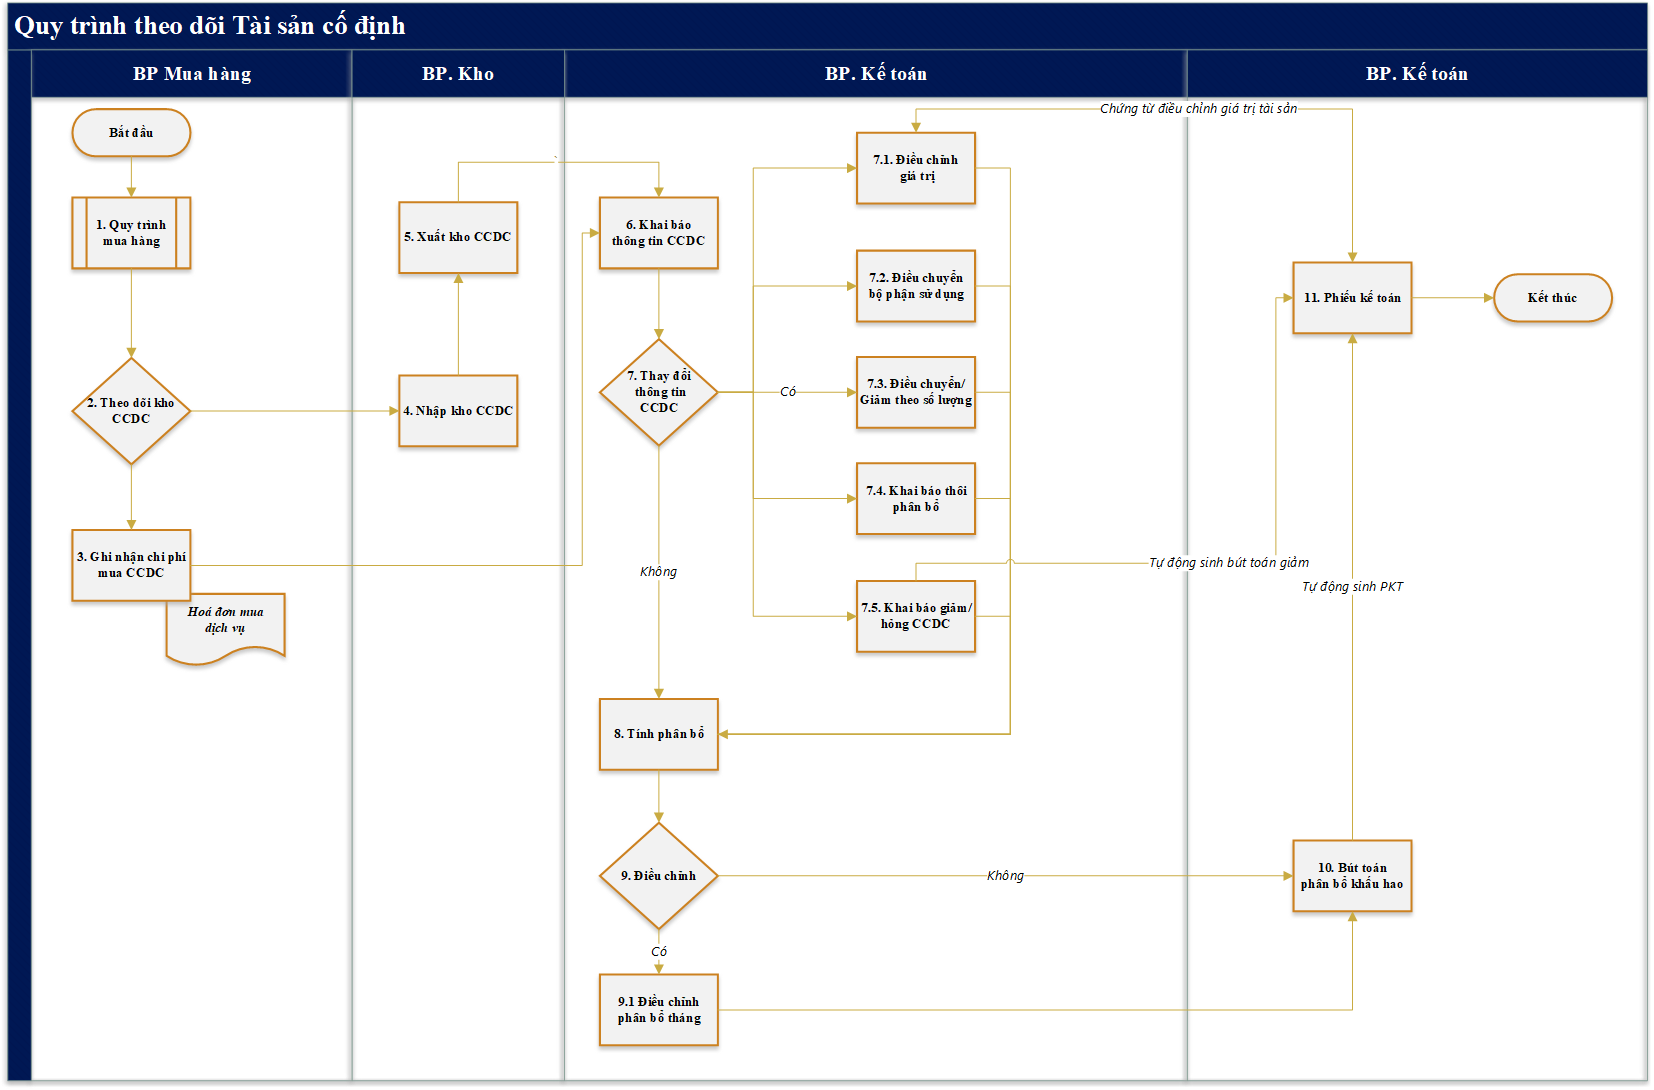 Quy trình theo dõi Tài sản cố định
BP Mua hàng
BP. Kho
BP. Kế toán
BP. Kế toán
Bắt đầu
1. Quy trình
mua hàng
2. Theo dõi kho
CCDC
3. Ghi nhận chi phí
mua CCDC
Hoá đơn mua
dịch vụ
5. Xuất kho CCDC
4. Nhập kho CCDC
`
6. Khai báo
thông tin CCDC
7. Thay đổi
thông tin
CCDC
Có
Không
7.1. Điều chỉnh
giá trị
7.2. Điều chuyển
bộ phận sử dụng
7.3. Điều chuyển/
Giảm theo số lượng
7.4. Khai báo thôi
phân bổ
7.5. Khai báo giảm/
hỏng CCDC
8. Tính phân bổ
9. Điều chỉnh
Không
Có
9.1 Điều chỉnh
phân bổ tháng
Chứng từ điều chỉnh giá trị tài sản
11. Phiếu kế toán
Kết thúc
Tự động sinh bút toán giảm
Tự động sinh PKT
10. Bút toán
phân bổ khấu hao